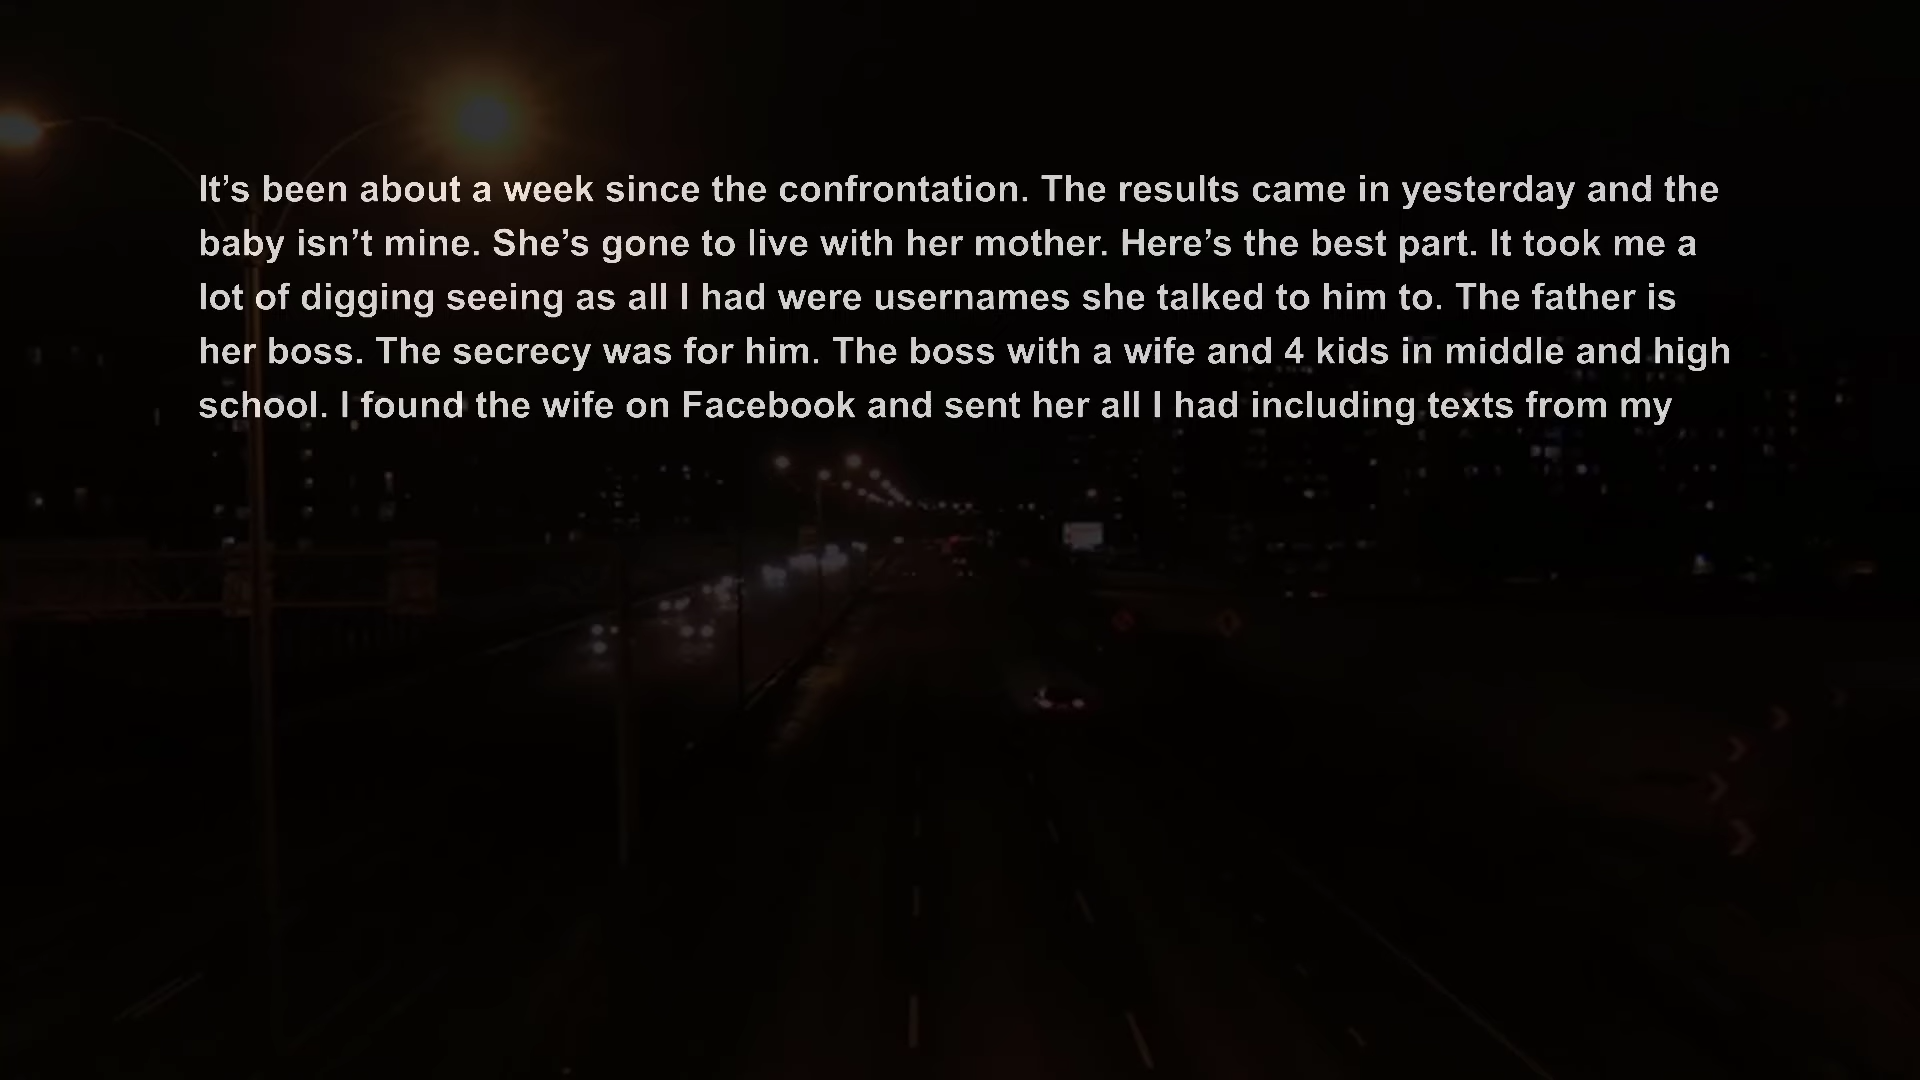 It’s been about a week since the confrontation. The results came in yesterday and the
baby isn’t mine. She’s gone to live with her mother. Here’s the best part. It took me a
lot of digging seeing as all I had were usernames she talked to him to. The father is
her boss. The secrecy was for him. The boss with a wife and 4 kids in middle and high
school. I found the wife on Facebook and sent her all I had including texts from my